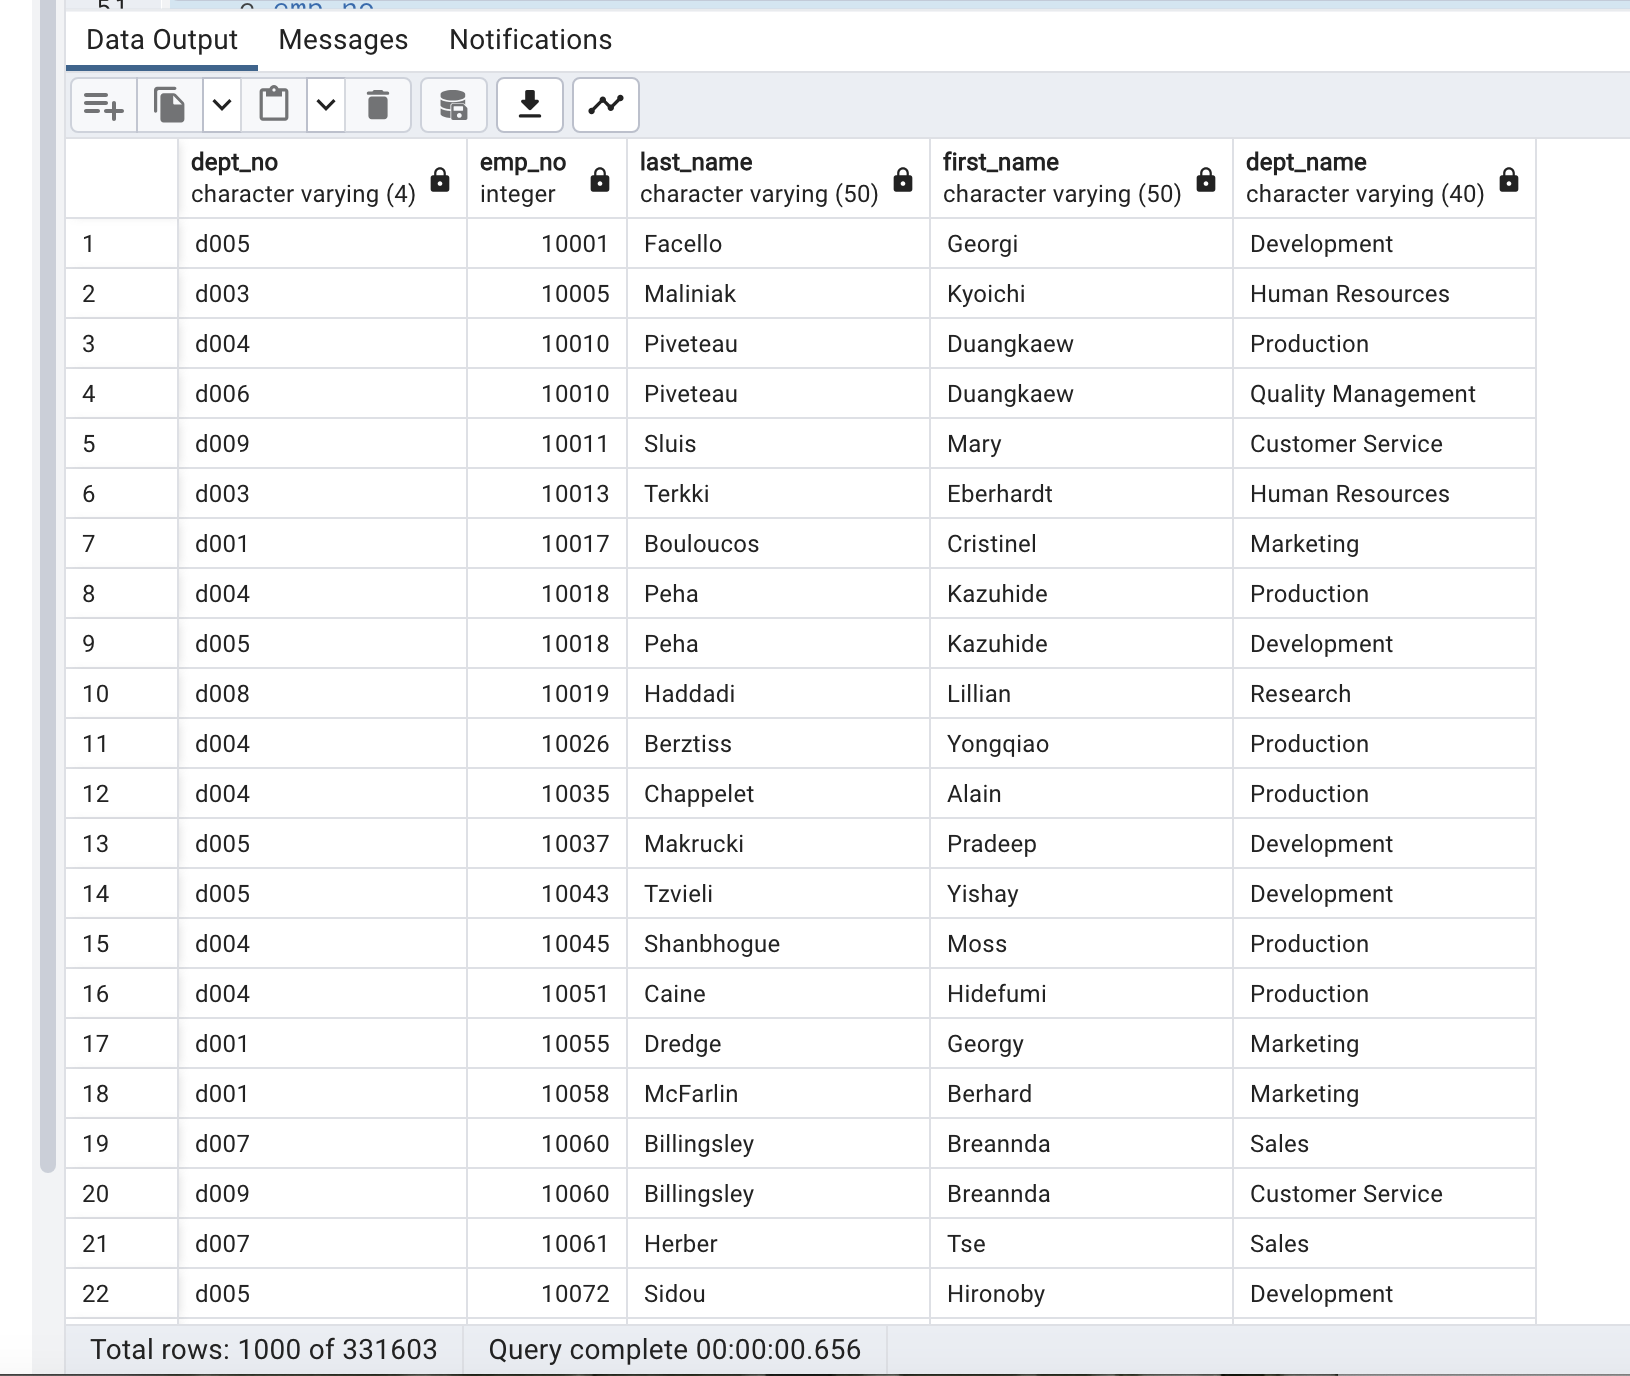 51 e.emp_no
Data Output Messages Notifications
dept_no emp_no last_name first_name dept_name
character varying (4) integer character varying (50) character varying (50) character varying (40)
1 d005 10001 Facello Georgi Development
2 d003 10005 Maliniak Kyoichi Human Resources
3 d004 10010 Piveteau Duangkaew Production
4 d006 10010 Piveteau Duangkaew Quality Management
5 d009 10011 Sluis Mary Customer Service
6 d003 10013 Terkki Eberhardt Human Resources
7 d001 10017 Bouloucos Cristinel Marketing
8 d004 10018 Peha Kazuhide Production
9 d005 10018 Peha Kazuhide Development
10 d008 10019 Haddadi Lillian Research
11 d004 10026 Berztiss Yongqiao Production
12 d004 10035 Chappelet Alain Production
13 d005 10037 Makrucki Pradeep Development
14 d005 10043 Tzvieli Yishay Development
15 d004 10045 Shanbhogue Moss Production
16 d004 10051 Caine Hidefumi Production
17 d001 10055 Dredge Georgy Marketing
18 d001 10058 McFarlin Berhard Marketing
19 d007 10060 Billingsley Breannda Sales
20 d009 10060 Billingsley Breannda Customer Service
21 d007 10061 Herber Tse Sales
22 d005 10072 Sidou Hironoby Development
Total rows: 1000 of 331603 Query complete 00:00:00.656